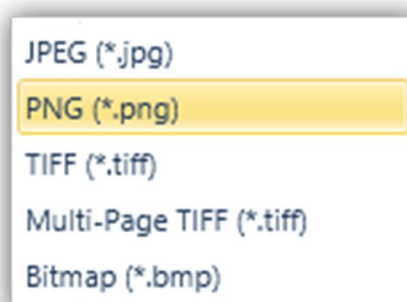 JPEG (*.jpg)
PNG (*.png)
TIFF (*.tiff)
Multi-Page TIFF (*.tiff)
Bitmap (*.bmp)